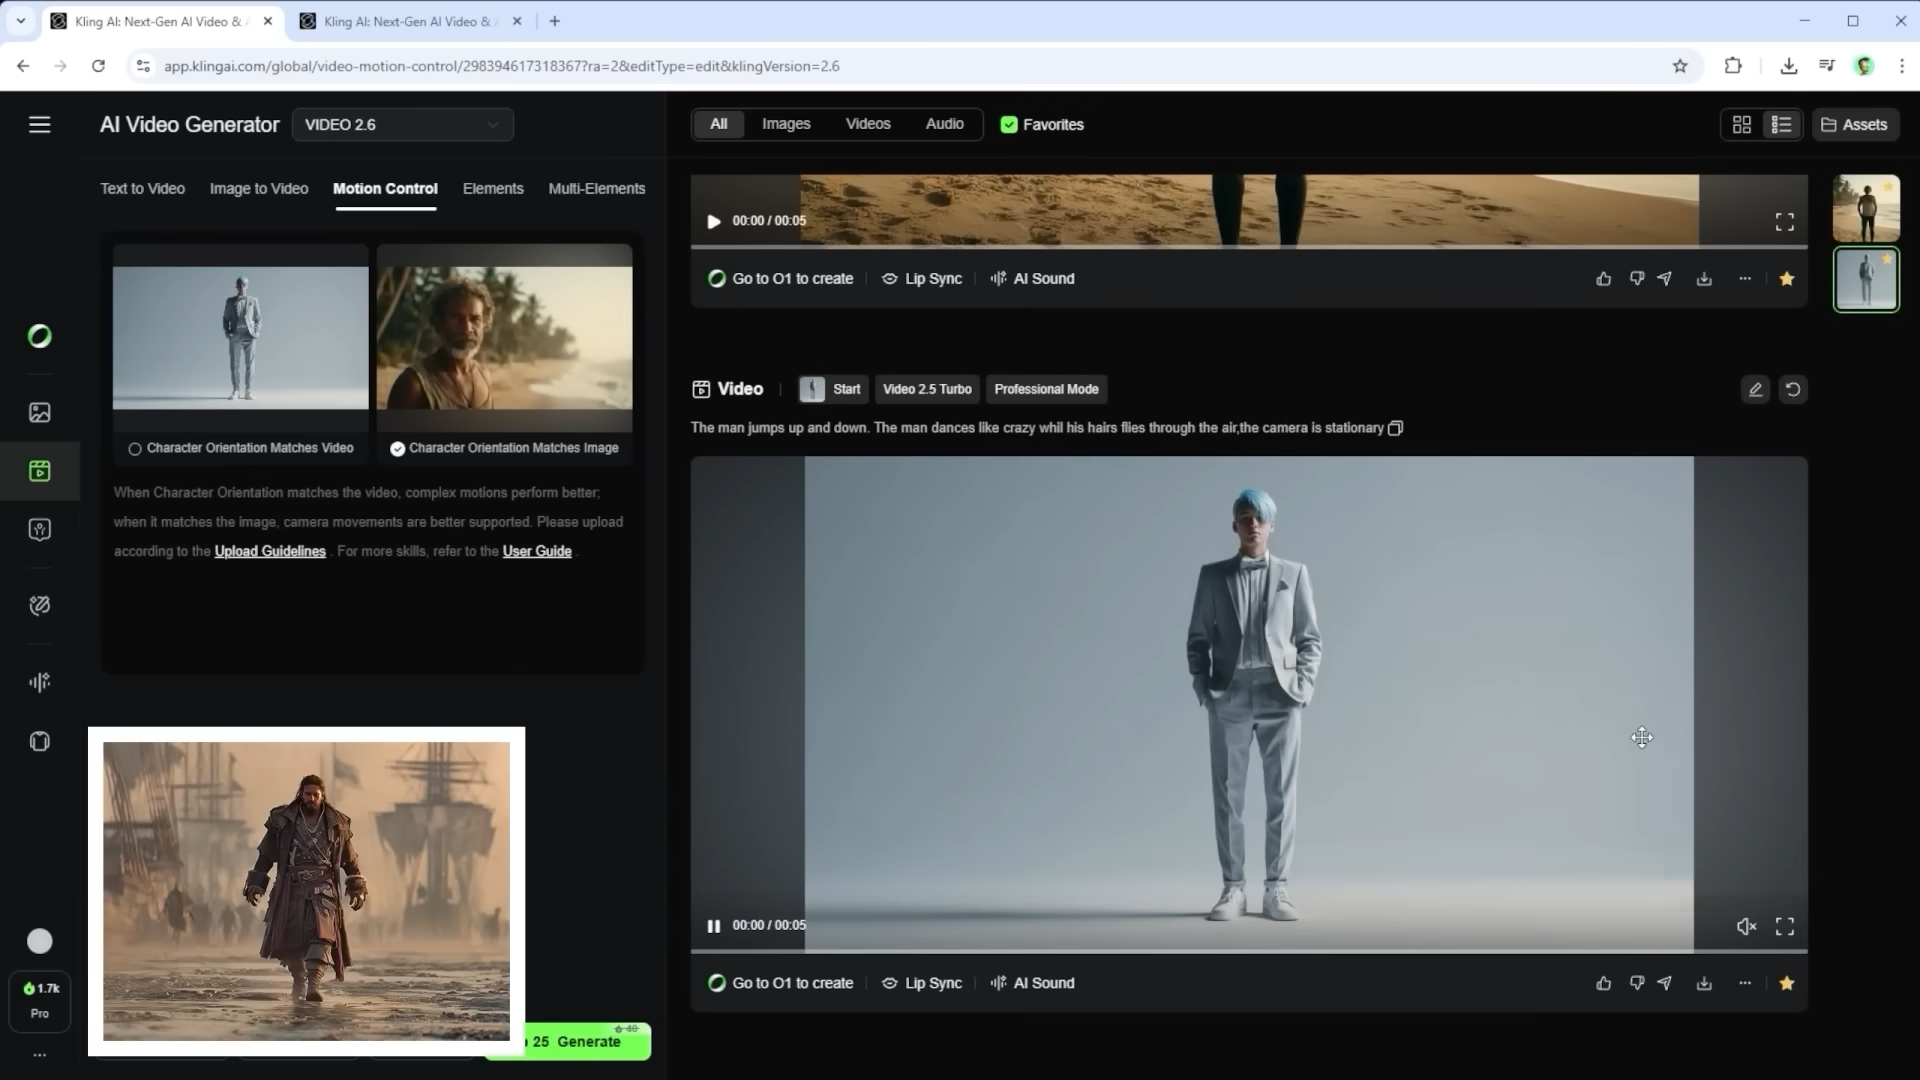 Kling AI: Next-Gen AI Video &
Kling AI: Next-Gen AI Video &
app.klingai.com/global/video-motion-control/298394617318367?ra=2&editType=edit&klingVersion=2.6
AI Video Generator
VIDEO 2.6
All
Images
Videos
Audio
Favorites
Assets
Text to Video
Image to Video
Motion Control
Elements
Multi-Elements
00:00 / 00:05
Go to O1 to create
Lip Sync
AI Sound
Character Orientation Matches Video
Character Orientation Matches Image
When Character Orientation matches the video, complex motions perform better;
when it matches the image, camera movements are better supported. Please upload
according to the Upload Guidelines . For more skills, refer to the User Guide .
Video
Start
Video 2.5 Turbo
Professional Mode
The man jumps up and down. The man dances like crazy whil his hairs flies through the air,the camera is stationary
00:00 / 00:05
Go to O1 to create
Lip Sync
AI Sound
1.7k
Pro
40
25 Generate